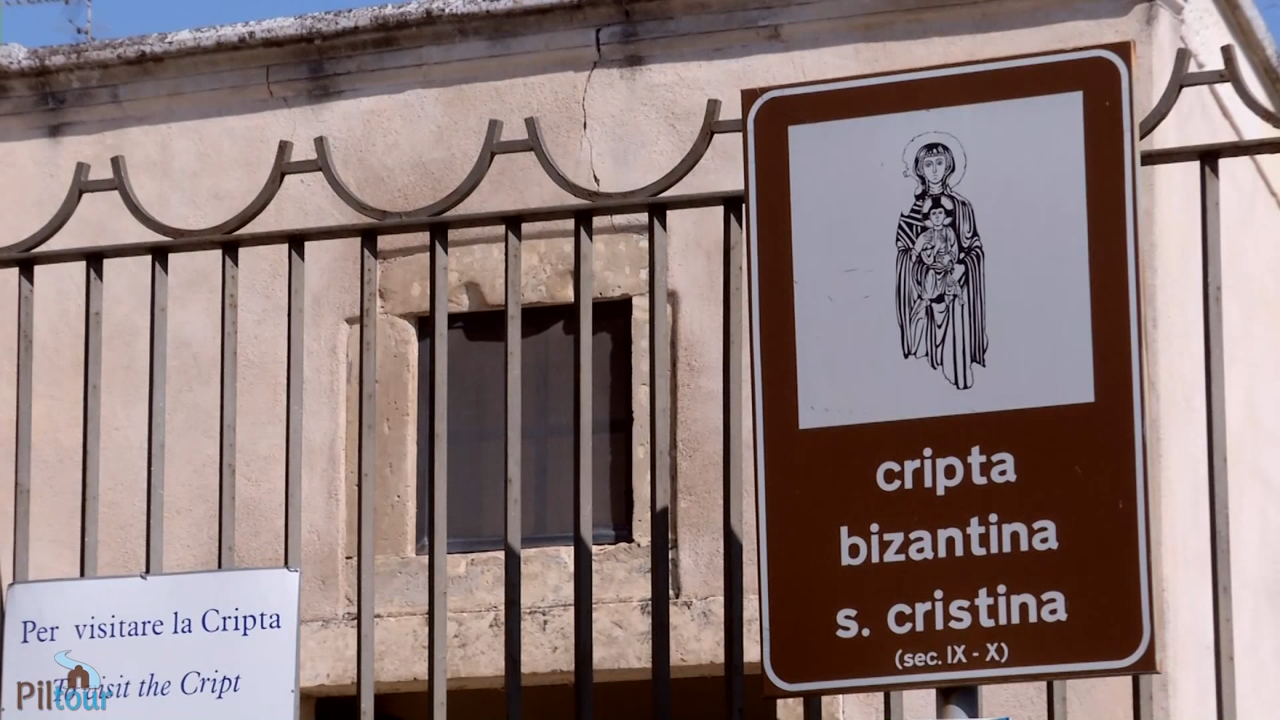 cripta
bizantina
s. cristina
(sec. IX - X)
Per visitare la Cripta
To visit the Cript
Piltour